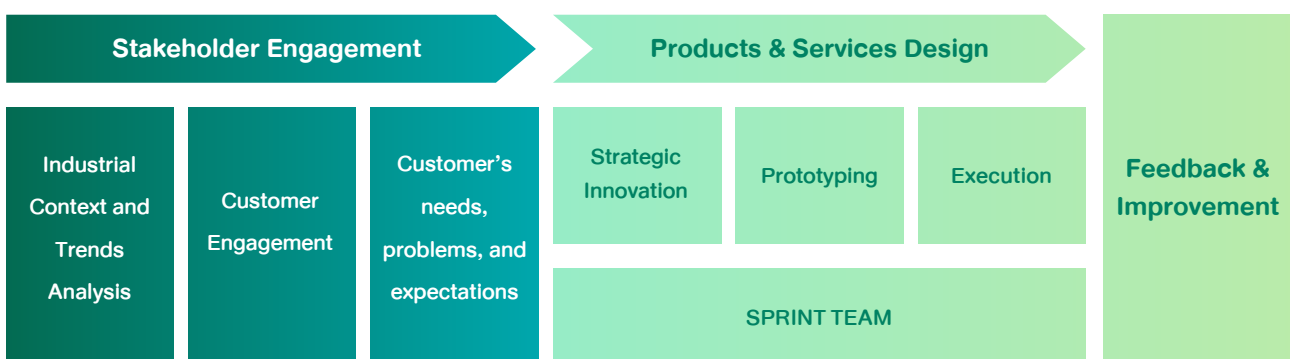 Stakeholder Engagement
Products & Services Design
Industrial
Context and
Trends
Analysis
Customer
Engagement
Customer’s
needs,
problems, and
expectations
Strategic
Innovation
Prototyping
Execution
SPRINT TEAM
Feedback &
Improvement